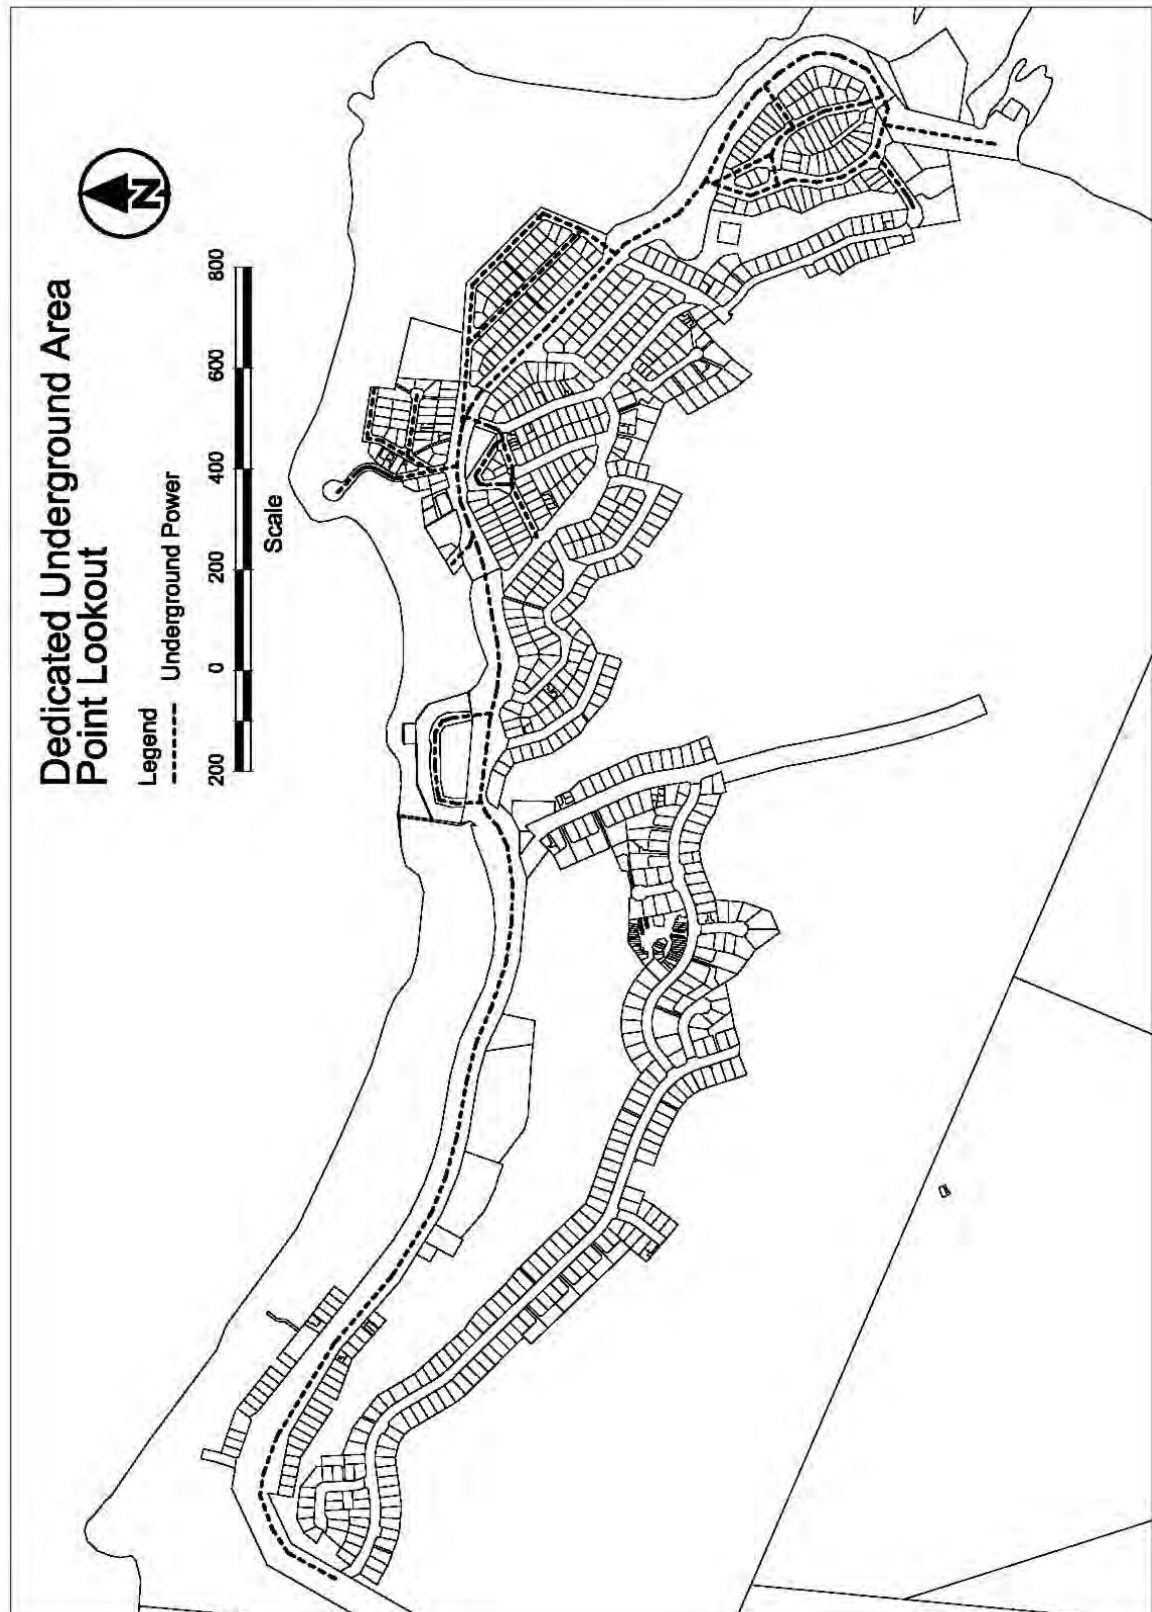 Dedicated Underground Area
Point Lookout
N
Legend
Underground Power
200 0 200 400 600 800
Scale